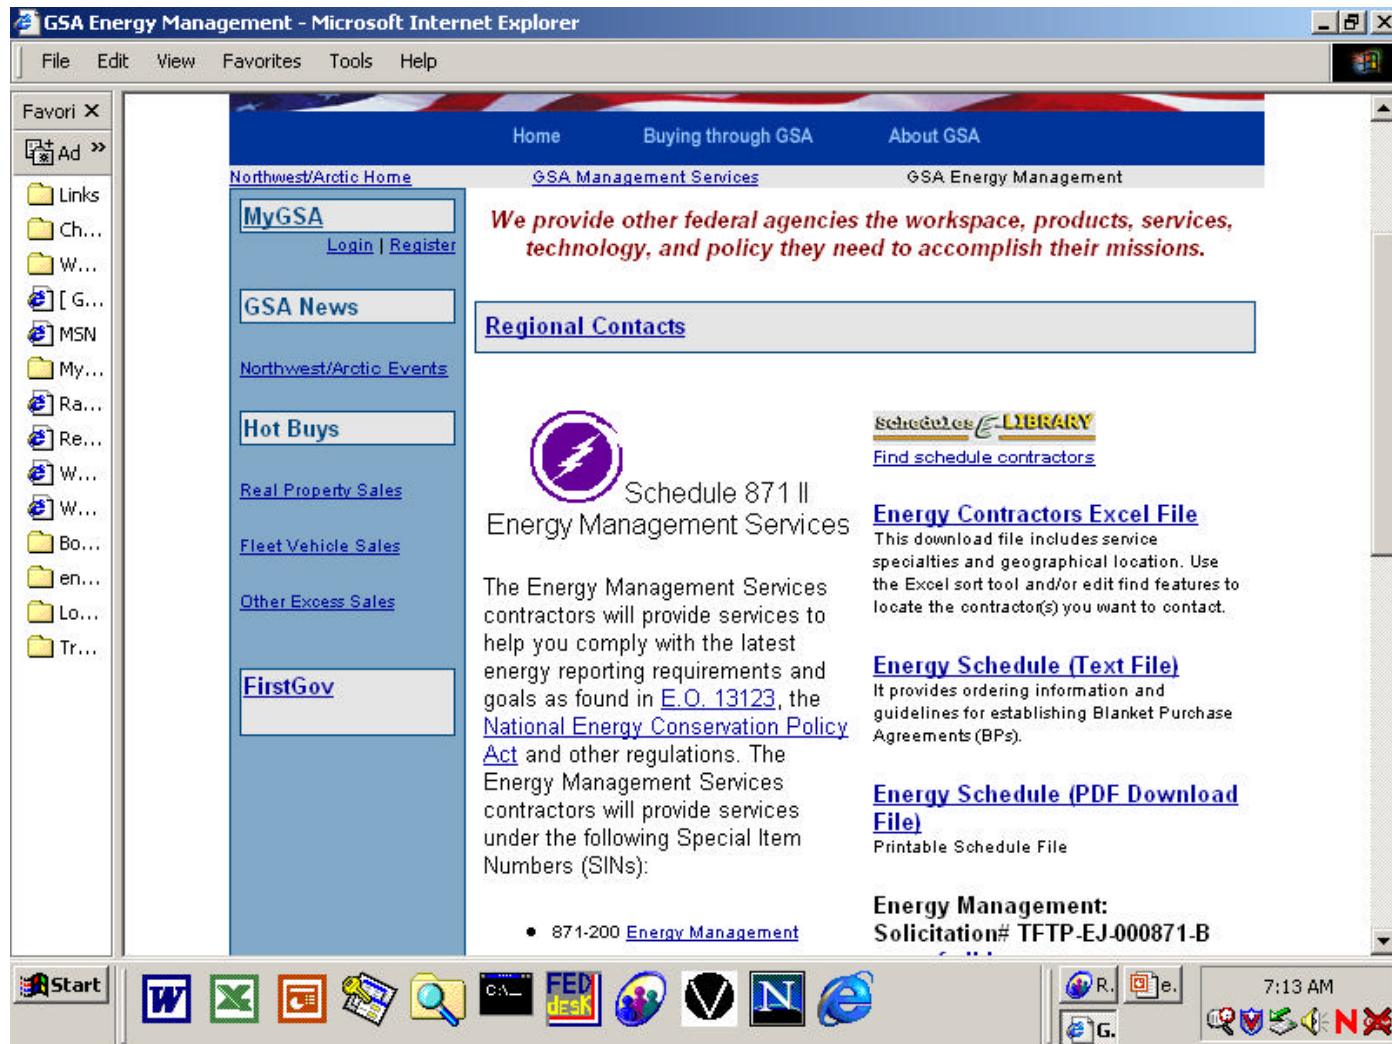 GSA Energy Management - Microsoft Internet Explorer
File Edit View Favorites Tools Help
Favori
Ad
Links
Ch...
W...
[ G...
MSN
My...
Ra...
Re...
W...
W...
Bo...
en...
Lo...
Tr...
Home Buying through GSA About GSA
Northwest/Arctic Home GSA Management Services GSA Energy Management
MyGSA
Login | Register
GSA News
Northwest/Arctic Events
Hot Buys
Real Property Sales
Fleet Vehicle Sales
Other Excess Sales
FirstGov
We provide other federal agencies the workspace, products, services,
technology, and policy they need to accomplish their missions.
Regional Contacts
Schedule 871 II
Energy Management Services
The Energy Management Services
contractors will provide services to
help you comply with the latest
energy reporting requirements and
goals as found in E.O. 13123, the
National Energy Conservation Policy
Act and other regulations. The
Energy Management Services
contractors will provide services
under the following Special Item
Numbers (SINs):
• 871-200 Energy Management
Schedules E-LIBRARY
Find schedule contractors
Energy Contractors Excel File
This download file includes service
specialties and geographical location. Use
the Excel sort tool and/or edit find features to
locate the contractor(s) you want to contact.
Energy Schedule (Text File)
It provides ordering information and
guidelines for establishing Blanket Purchase
Agreements (BPs).
Energy Schedule (PDF Download
File)
Printable Schedule File
Energy Management:
Solicitation# TFTP-EJ-000871-B
Start
W
X
C:\_
FED
desk
V
N
R.
e.
G.
7:13 AM
N